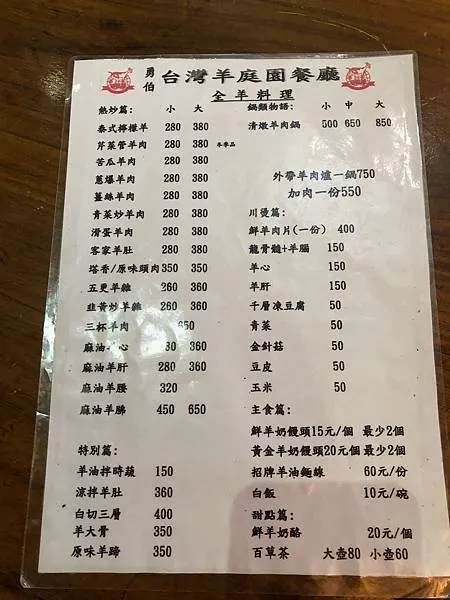 勇伯 台灣羊庭園餐廳
全羊料理
熱炒篇: 小 大
泰式檸檬羊 280 380
芹菜管羊肉 280 380 冬季品
苦瓜羊肉 280 380
蔥爆羊肉 280 380
薑絲羊肉 280 380
青菜炒羊肉 280 380
滑蛋羊肉 280 380
客家羊肚 280 380
塔香/原味頭肉 350 350
五更羊雜 260 360
韭黃炒羊雜 260 360
三杯羊肉 650
麻油 心 30 360
麻油羊肝 280 360
麻油羊腰 320
麻油羊肺 450 650
特別篇:
羊油拌時蔬 150
涼拌羊肚 360
白切三層 400
羊大骨 350
原味羊蹄 350
鍋類物語: 小 中 大
清燉羊肉鍋 500 650 850
外帶羊肉爐一鍋750
加肉一份550
川燙篇:
鮮羊肉片(一份) 400
龍骨髓+羊腦 150
羊心 150
羊肝 150
千層凍豆腐 50
青菜 50
金針菇 50
豆皮 50
玉米 50
主食篇:
鮮羊奶饅頭15元/個 最少2個
黃金羊奶饅頭20元個 最少2個
招牌羊油麵線 60元/份
白飯 10元/碗
甜點篇:
鮮羊奶酪 20元/個
百草茶 大壺80 小壺60